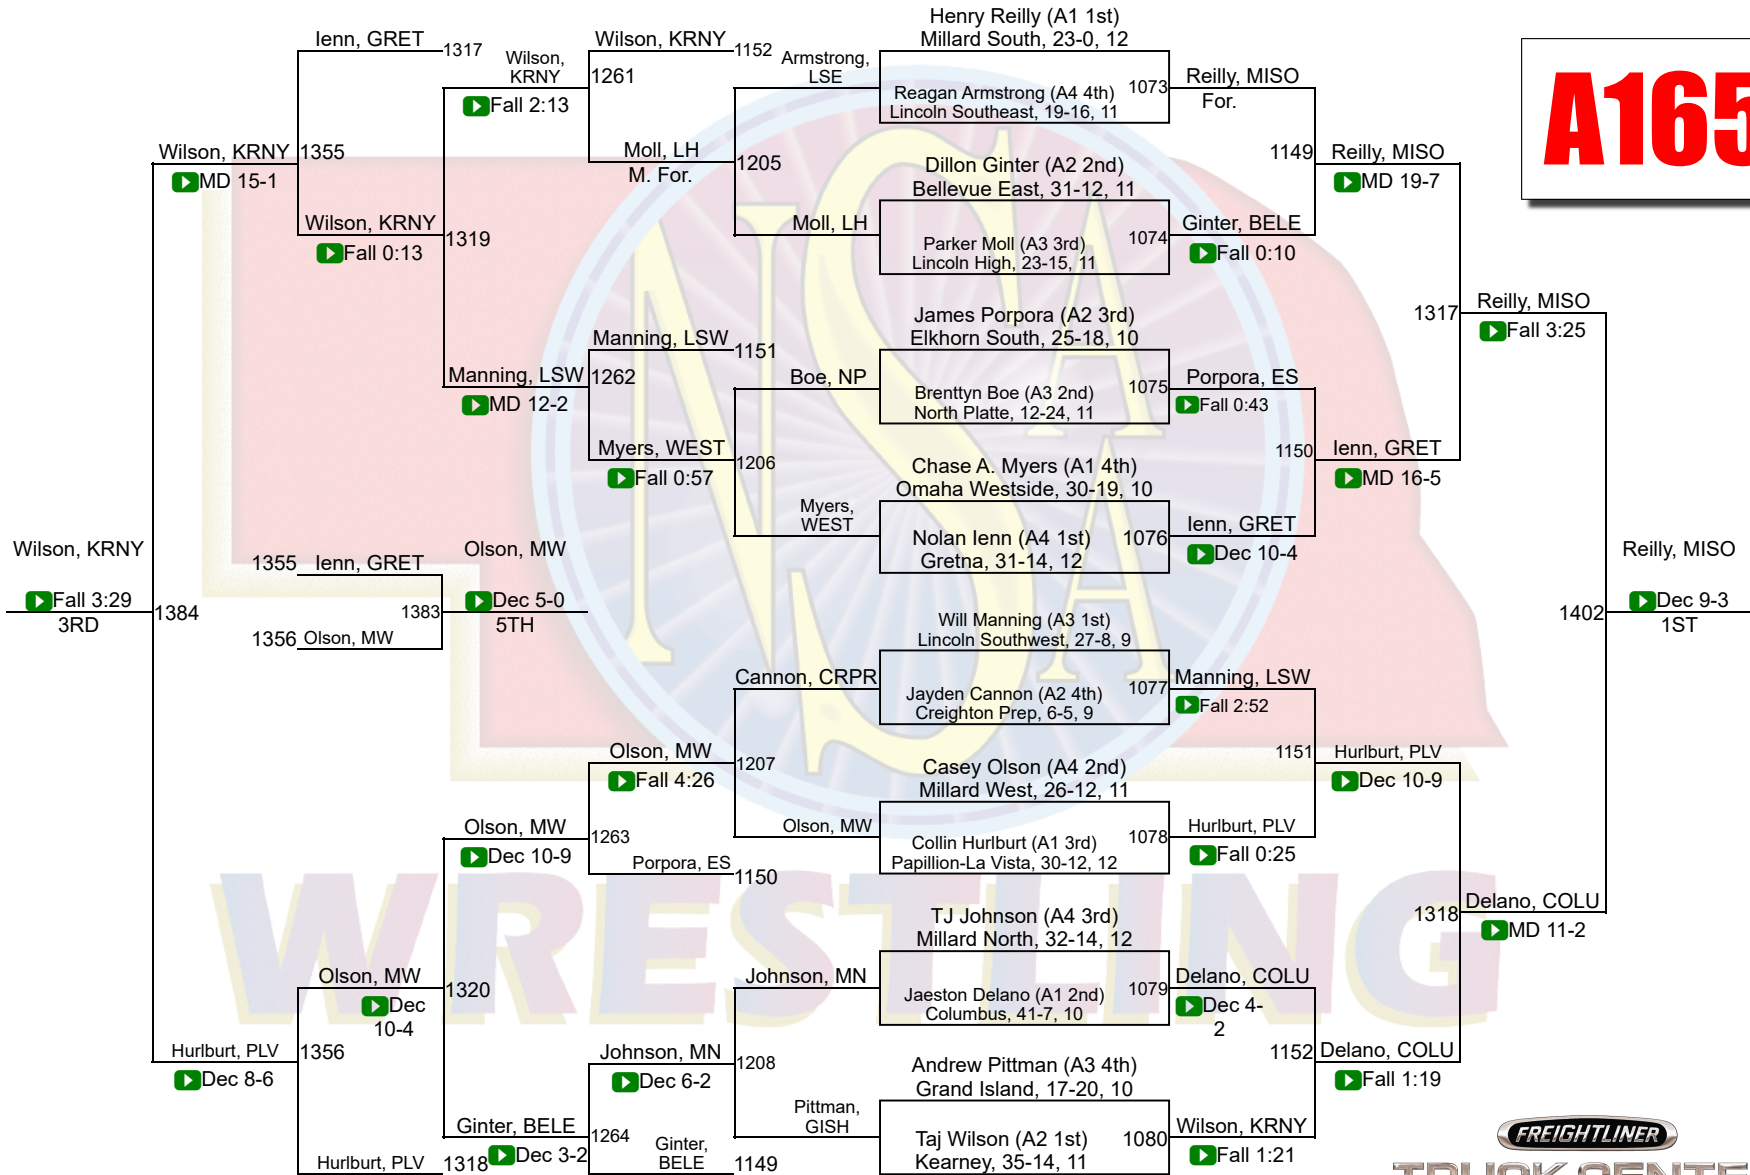 Henry Reilly (A1 1st)
Millard South, 23-0, 12
Reagan Armstrong (A4 4th)
Lincoln Southeast, 19-16, 11
1073
Dillon Ginter (A2 2nd)
Bellevue East, 31-12, 11
Parker Moll (A3 3rd)
Lincoln High, 23-15, 11
1074
James Porpora (A2 3rd)
Elkhorn South, 25-18, 10
Brenttyn Boe (A3 2nd)
North Platte, 12-24, 11
1075
Chase A. Myers (A1 4th)
Omaha Westside, 30-19, 10
Nolan Ienn (A4 1st)
Gretna, 31-14, 12
1076
Will Manning (A3 1st)
Lincoln Southwest, 27-8, 9
Jayden Cannon (A2 4th)
Creighton Prep, 6-5, 9
1077
Casey Olson (A4 2nd)
Millard West, 26-12, 11
Collin Hurlburt (A1 3rd)
Papillion-La Vista, 30-12, 12
1078
TJ Johnson (A4 3rd)
Millard North, 32-14, 12
Jaeston Delano (A1 2nd)
Columbus, 41-7, 10
1079
Andrew Pittman (A3 4th)
Grand Island, 17-20, 10
Taj Wilson (A2 1st)
Kearney, 35-14, 11
1080
Reilly, MISO
For.
Ginter, BELE
Fall 0:10
1149
Porpora, ES
Fall 0:43
Ienn, GRET
Dec 10-4
1150
Manning, LSW
Fall 2:52
Hurlburt, PLV
Fall 0:25
1151
Delano, COLU
Dec 4-
2
Wilson, KRNY
Fall 1:21
1152
Reilly, MISO
MD 19-7
Ienn, GRET
MD 16-5
1317
Hurlburt, PLV
Dec 10-9
Delano, COLU
Fall 1:19
1318
Reilly, MISO
Fall 3:25
Delano, COLU
MD 11-2
1402
Reilly, MISO
Dec 9-3
1ST
Armstrong,
LSE
Moll, LH
1205
Boe, NP
Myers,
WEST
1206
Cannon, CRPR
Olson, MW
1207
Johnson, MN
Pittman,
GISH
1208
Wilson, KRNY
1152
Moll, LH
M. For.
1261
Manning, LSW
1151
Myers, WEST
Fall 0:57
1262
Olson, MW
Fall 4:26
Porpora, ES
1150
1263
Johnson, MN
Dec 6-2
Ginter,
BELE
1149
1264
Wilson,
KRNY
Fall 2:13
Manning, LSW
MD 12-2
1319
Olson, MW
Dec 10-9
Ginter, BELE
Dec 3-2
1320
Ienn, GRET
1317
Wilson, KRNY
Fall 0:13
1355
Olson, MW
Dec
10-4
Hurlburt, PLV
1318
1356
Wilson, KRNY
MD 15-1
Hurlburt, PLV
Dec 8-6
1384
Wilson, KRNY
Fall 3:29
3RD
1355
Ienn, GRET
1356
Olson, MW
1383
Olson, MW
Dec 5-0
5TH
A165
NSAA
WRESTLING
FREIGHTLINER
TRUCK CENTE